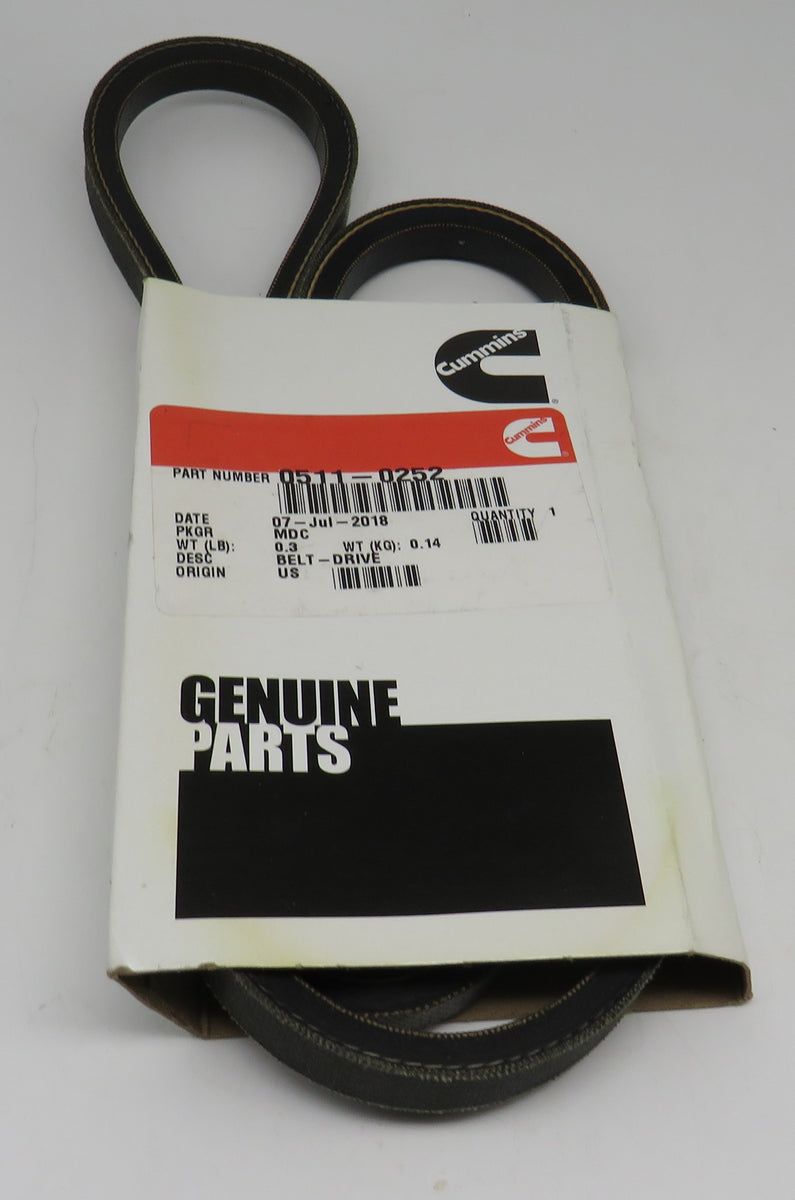 Cummins
®
Cummins
®
PART NUMBER 0511-0252
DATE 07-Jul-2018 QUANTITY 1
PKGR MDC
WT (LB): 0.3 WT (KG): 0.14
DESC BELT-DRIVE
ORIGIN US
GENUINE
PARTS